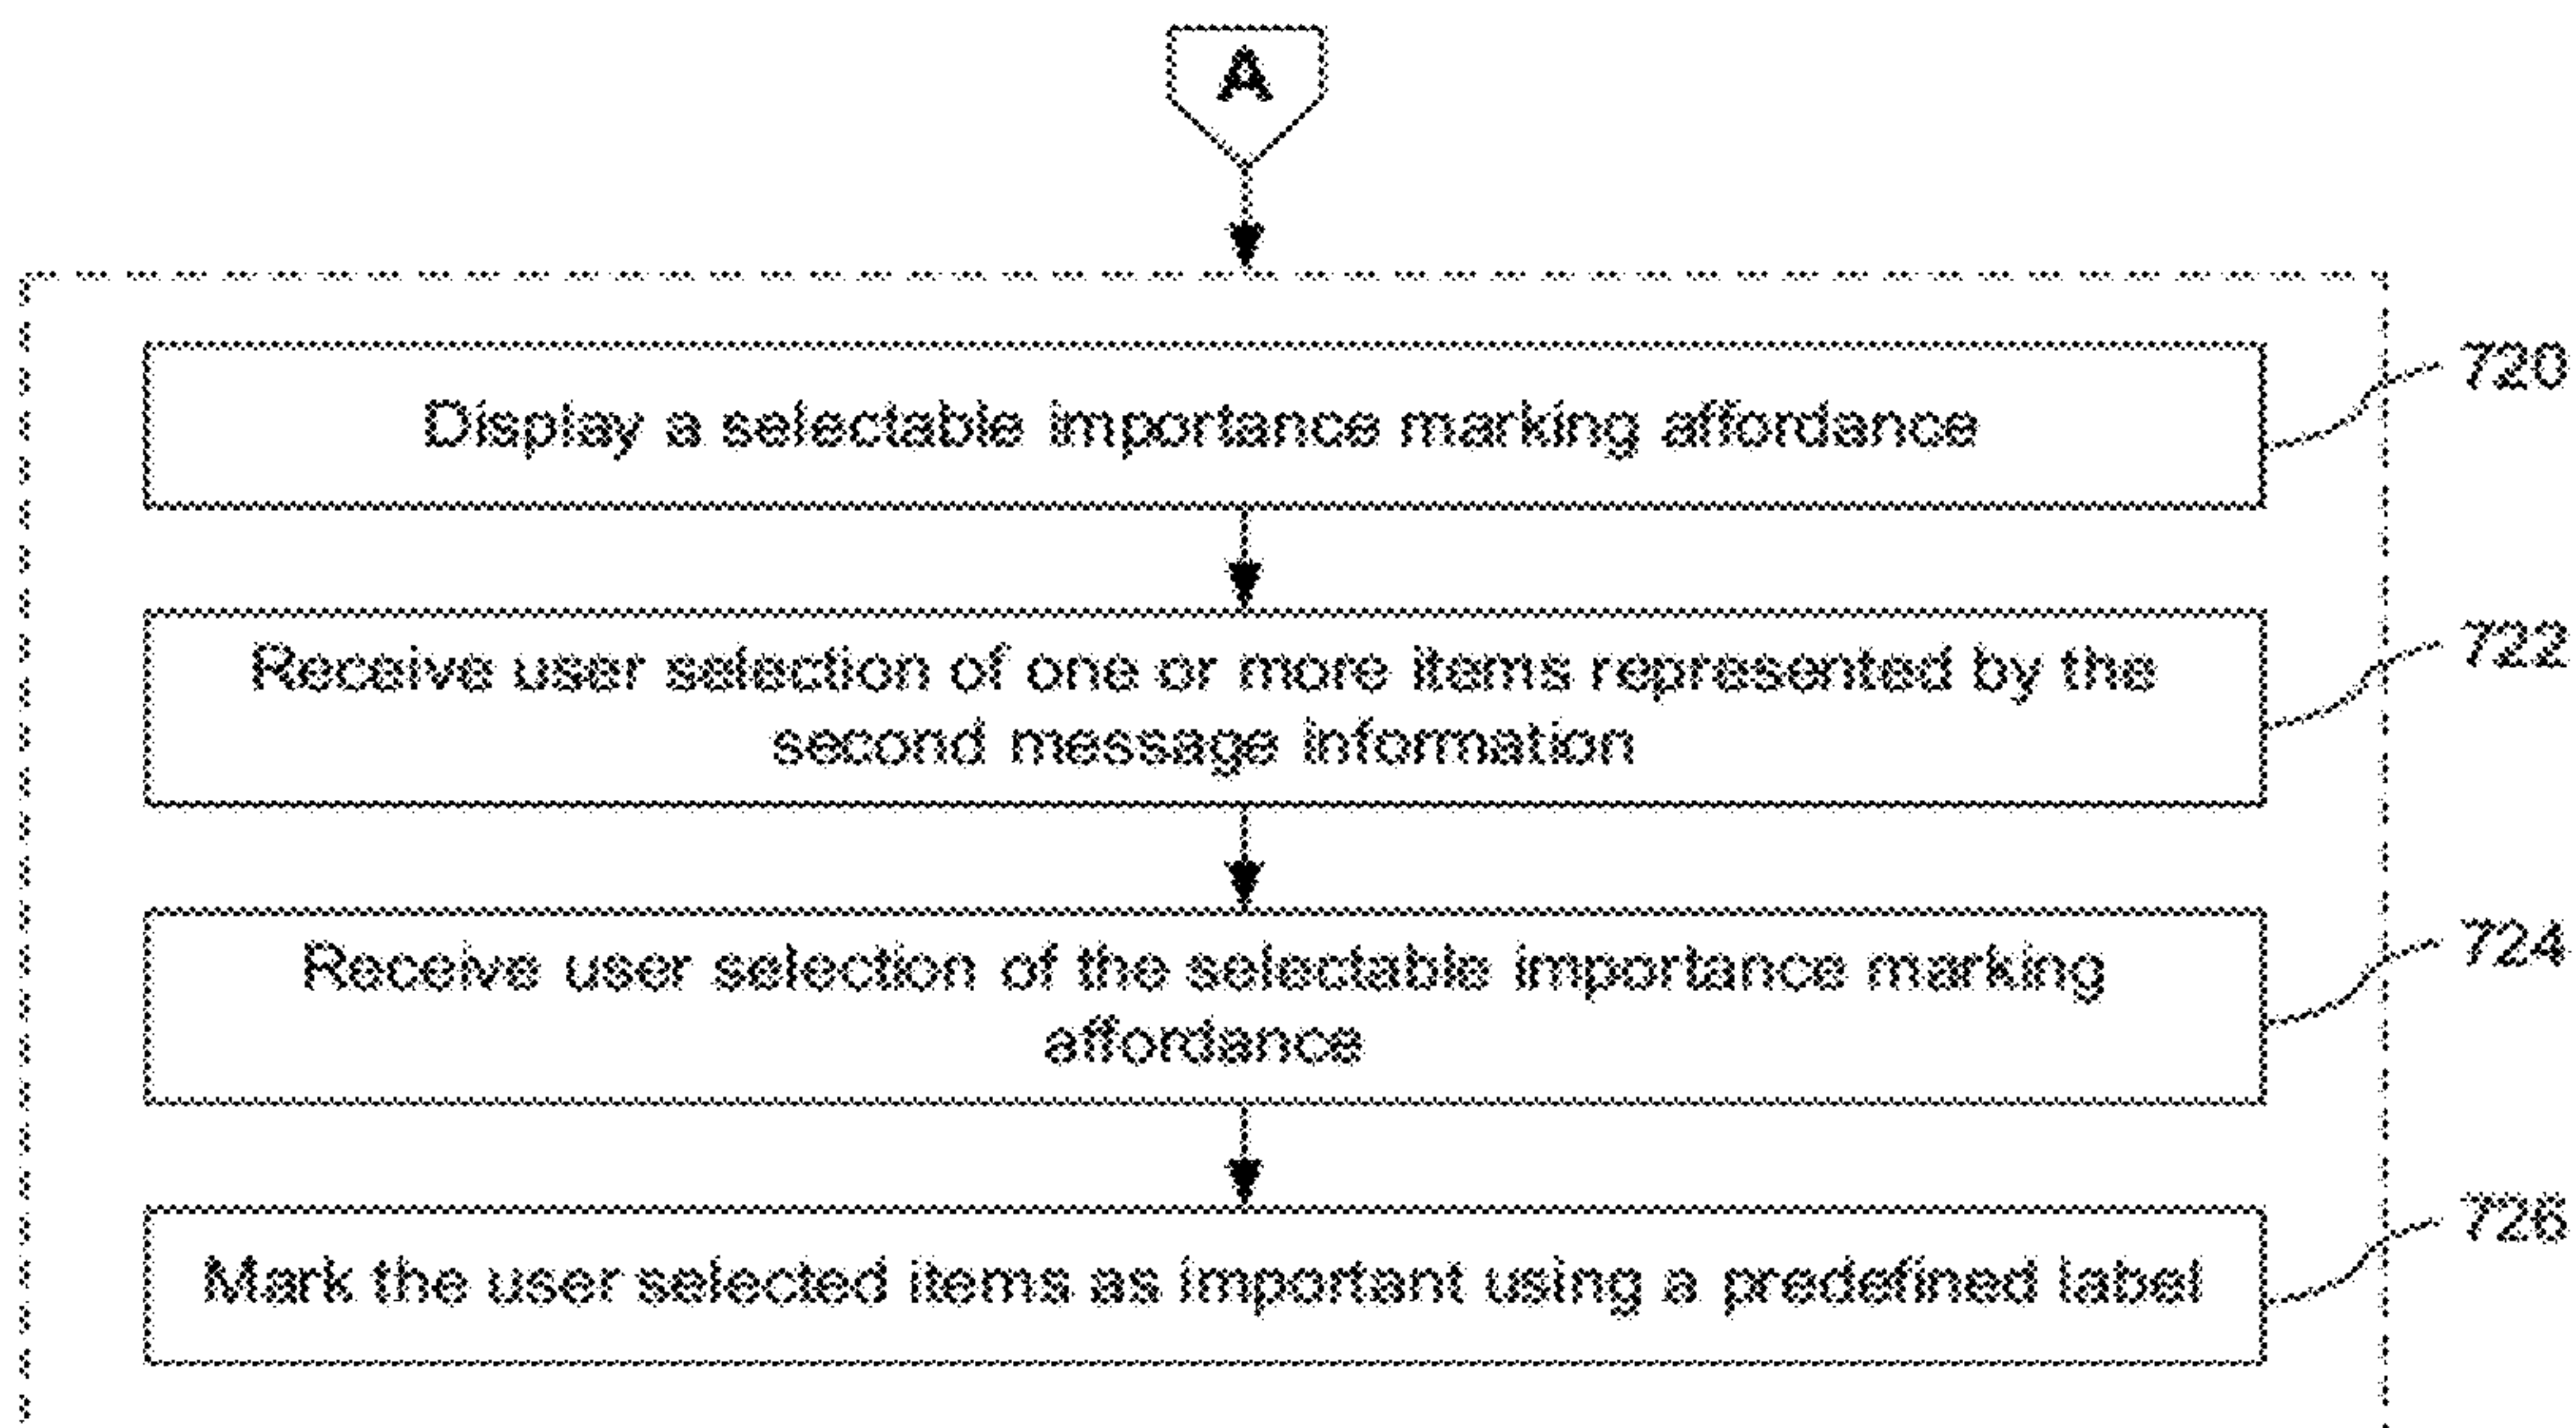 A
720
Display a selectable importance marking affordance
722
Receive user selection of one or more items represented by the
second message information
724
Receive user selection of the selectable importance marking
affordance
726
Mark the user selected items as important using a predefined label